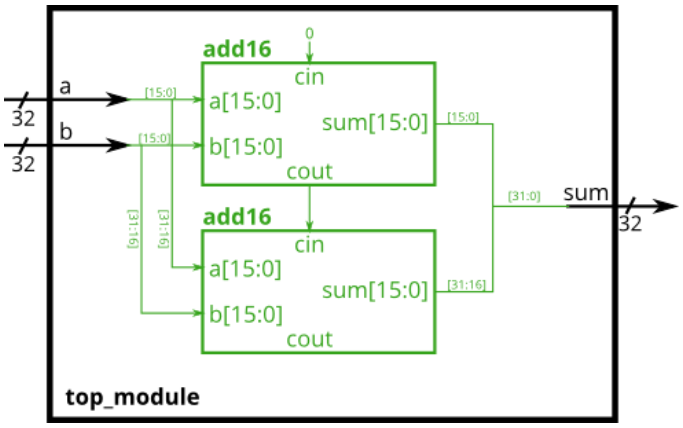 0
add16
cin
a
[15:0]
a[15:0]
32
sum[15:0]
[15:0]
b
[15:0]
b[15:0]
32
cout
[31:0]
sum
32
[31:16]
[31:16]
add16
cin
a[15:0]
sum[15:0]
[31:16]
b[15:0]
cout
top_module